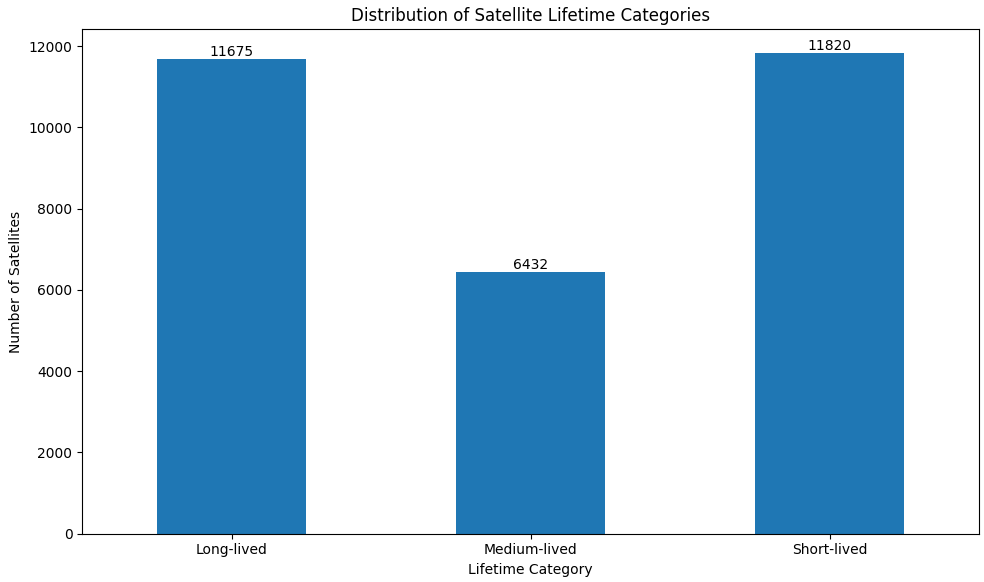 Distribution of Satellite Lifetime Categories
12000
11675
11820
10000
8000
6432
6000
4000
2000
0
Number of Satellites
Long-lived
Medium-lived
Short-lived
Lifetime Category